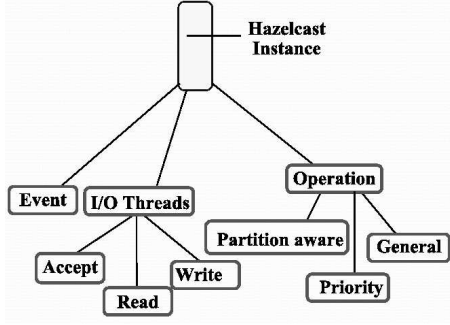 Hazelcast
Instance
Event
I/O Threads
Operation
Accept
Read
Write
Partition aware
Priority
General